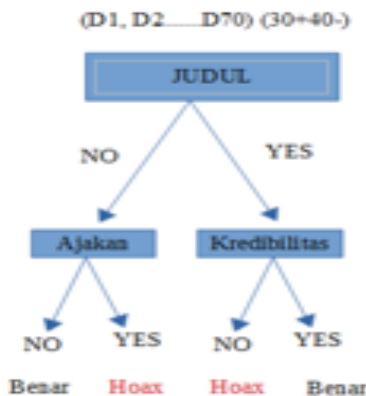 (D1, D2......D70) (30+40-)
JUDUL
NO YES
Ajakan Kredibilitas
NO YES NO YES
Benar Hoax Hoax Benar